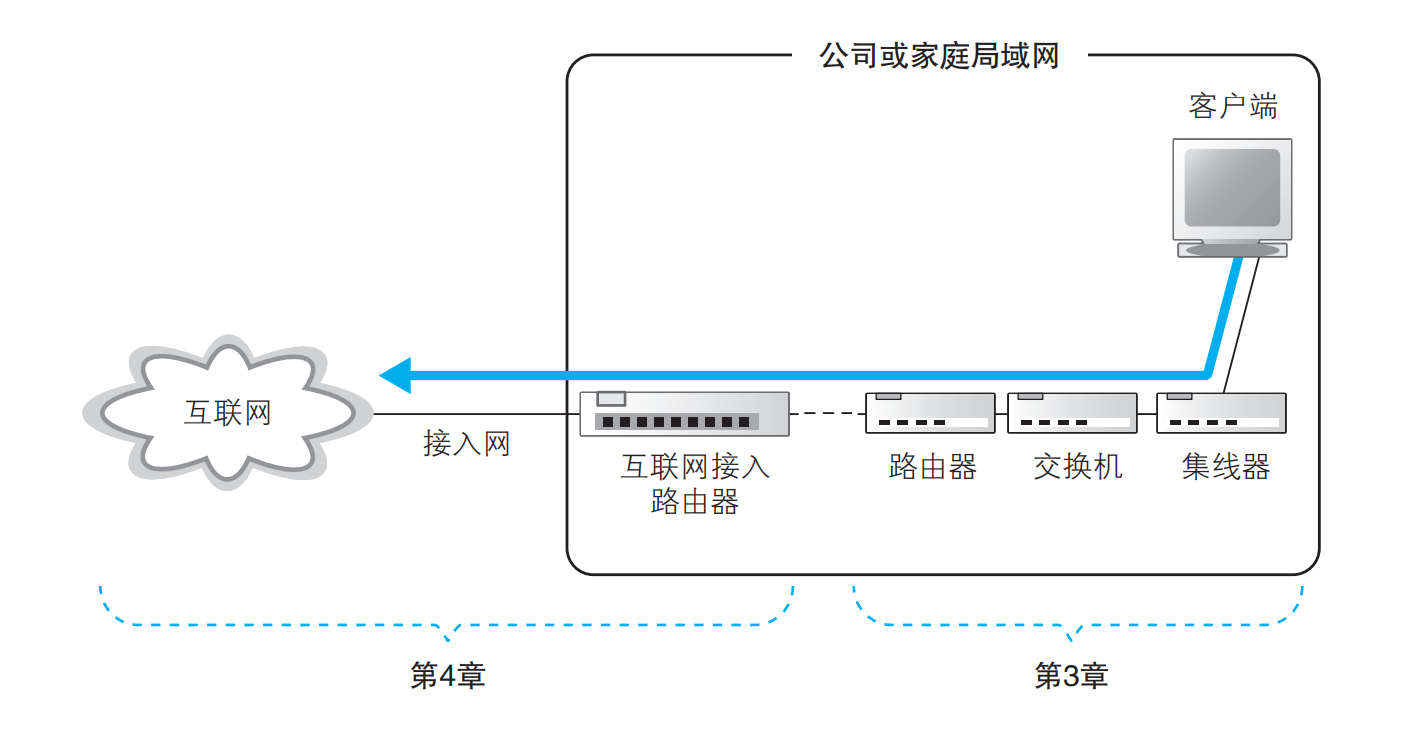 公司或家庭局域网
客户端
互联网
接入网
互联网接入
路由器
路由器
交换机
集线器
第4章
第3章